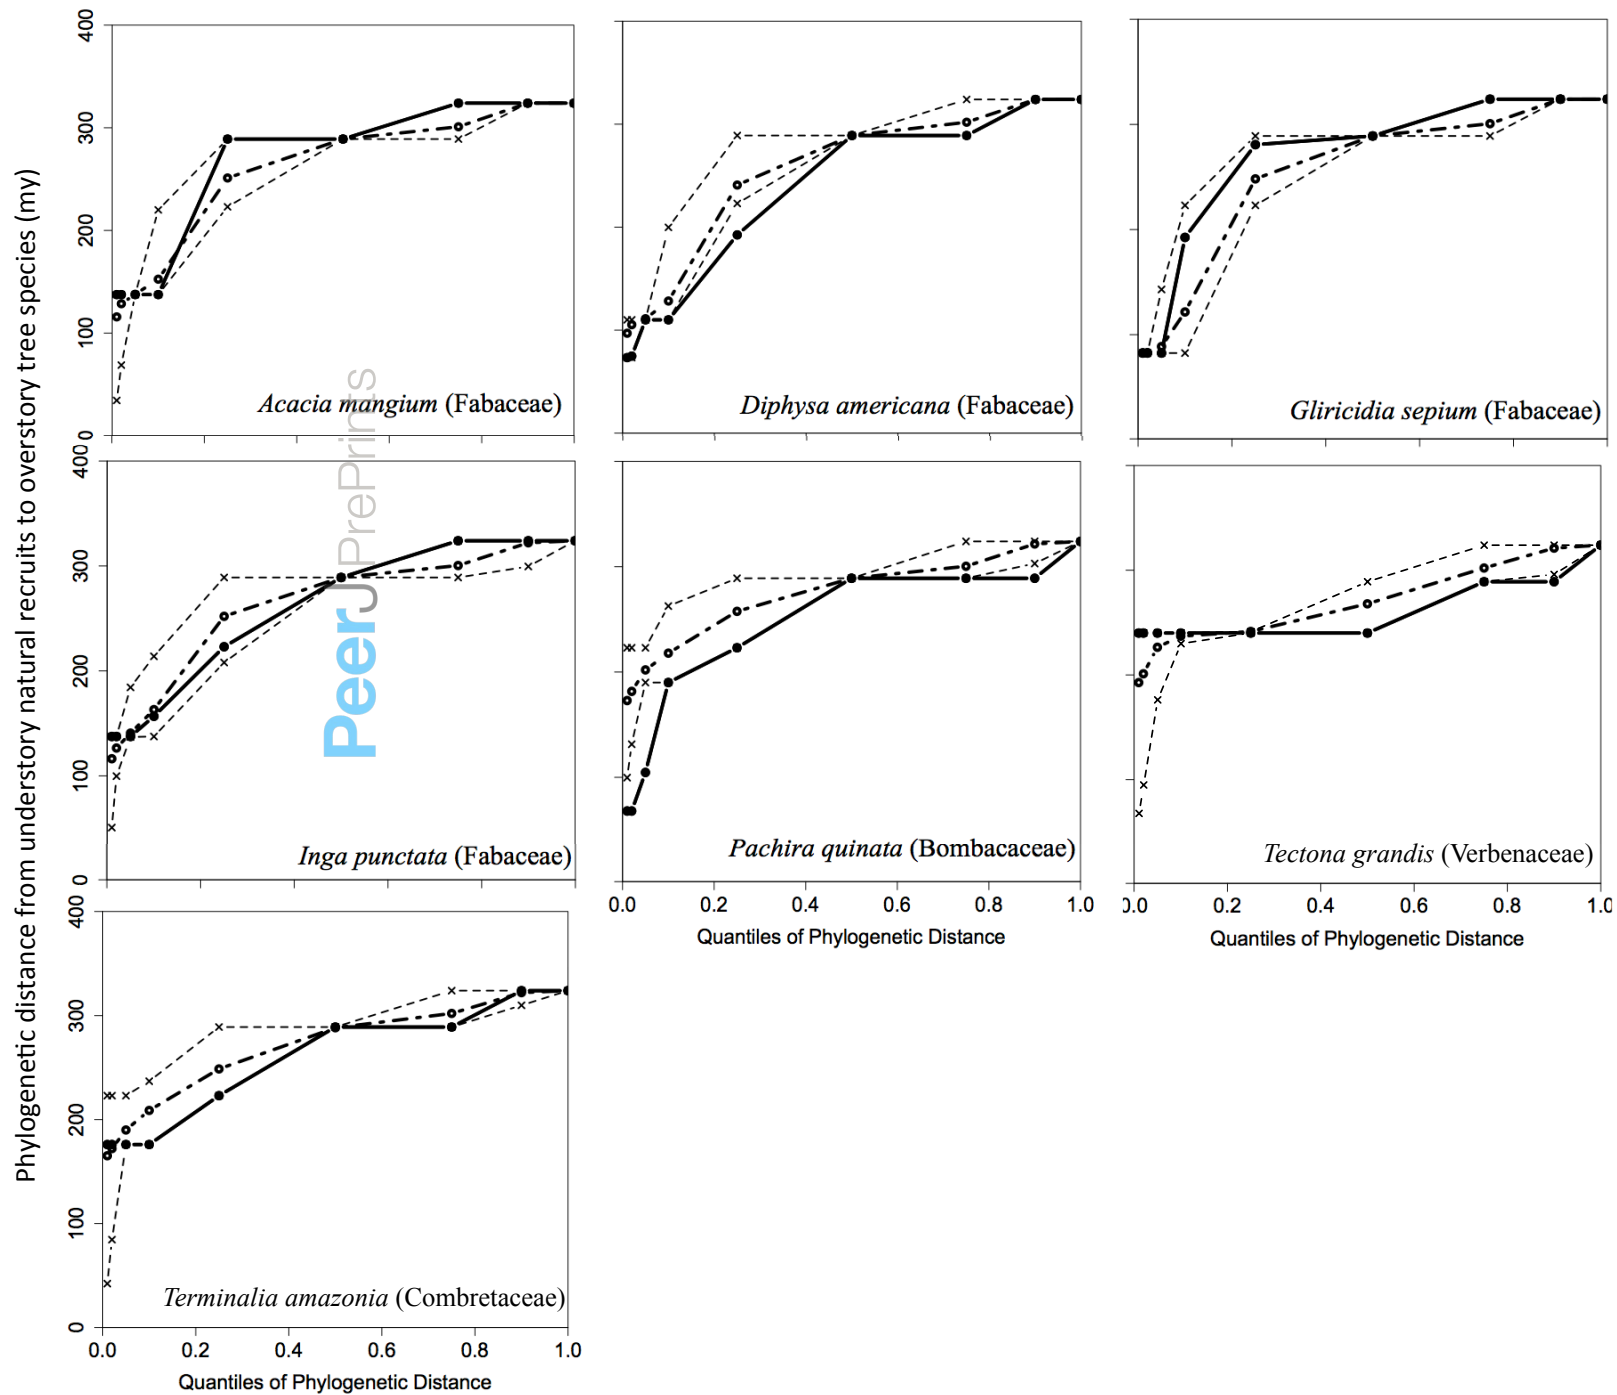 Phylogenetic distance from understory natural recruits to overstory tree species (my)
400
300
200
100
0
Acacia mangium (Fabaceae)
Diphysa americana (Fabaceae)
Gliricidia sepium (Fabaceae)
400
300
200
100
0
Inga punctata (Fabaceae)
PeerJ PrePrints
Pachira quinata (Bombacaceae)
0.0 0.2 0.4 0.6 0.8 1.0
Quantiles of Phylogenetic Distance
Tectona grandis (Verbenaceae)
0.0 0.2 0.4 0.6 0.8 1.0
Quantiles of Phylogenetic Distance
400
300
200
100
0
Terminalia amazonia (Combretaceae)
0.0 0.2 0.4 0.6 0.8 1.0
Quantiles of Phylogenetic Distance